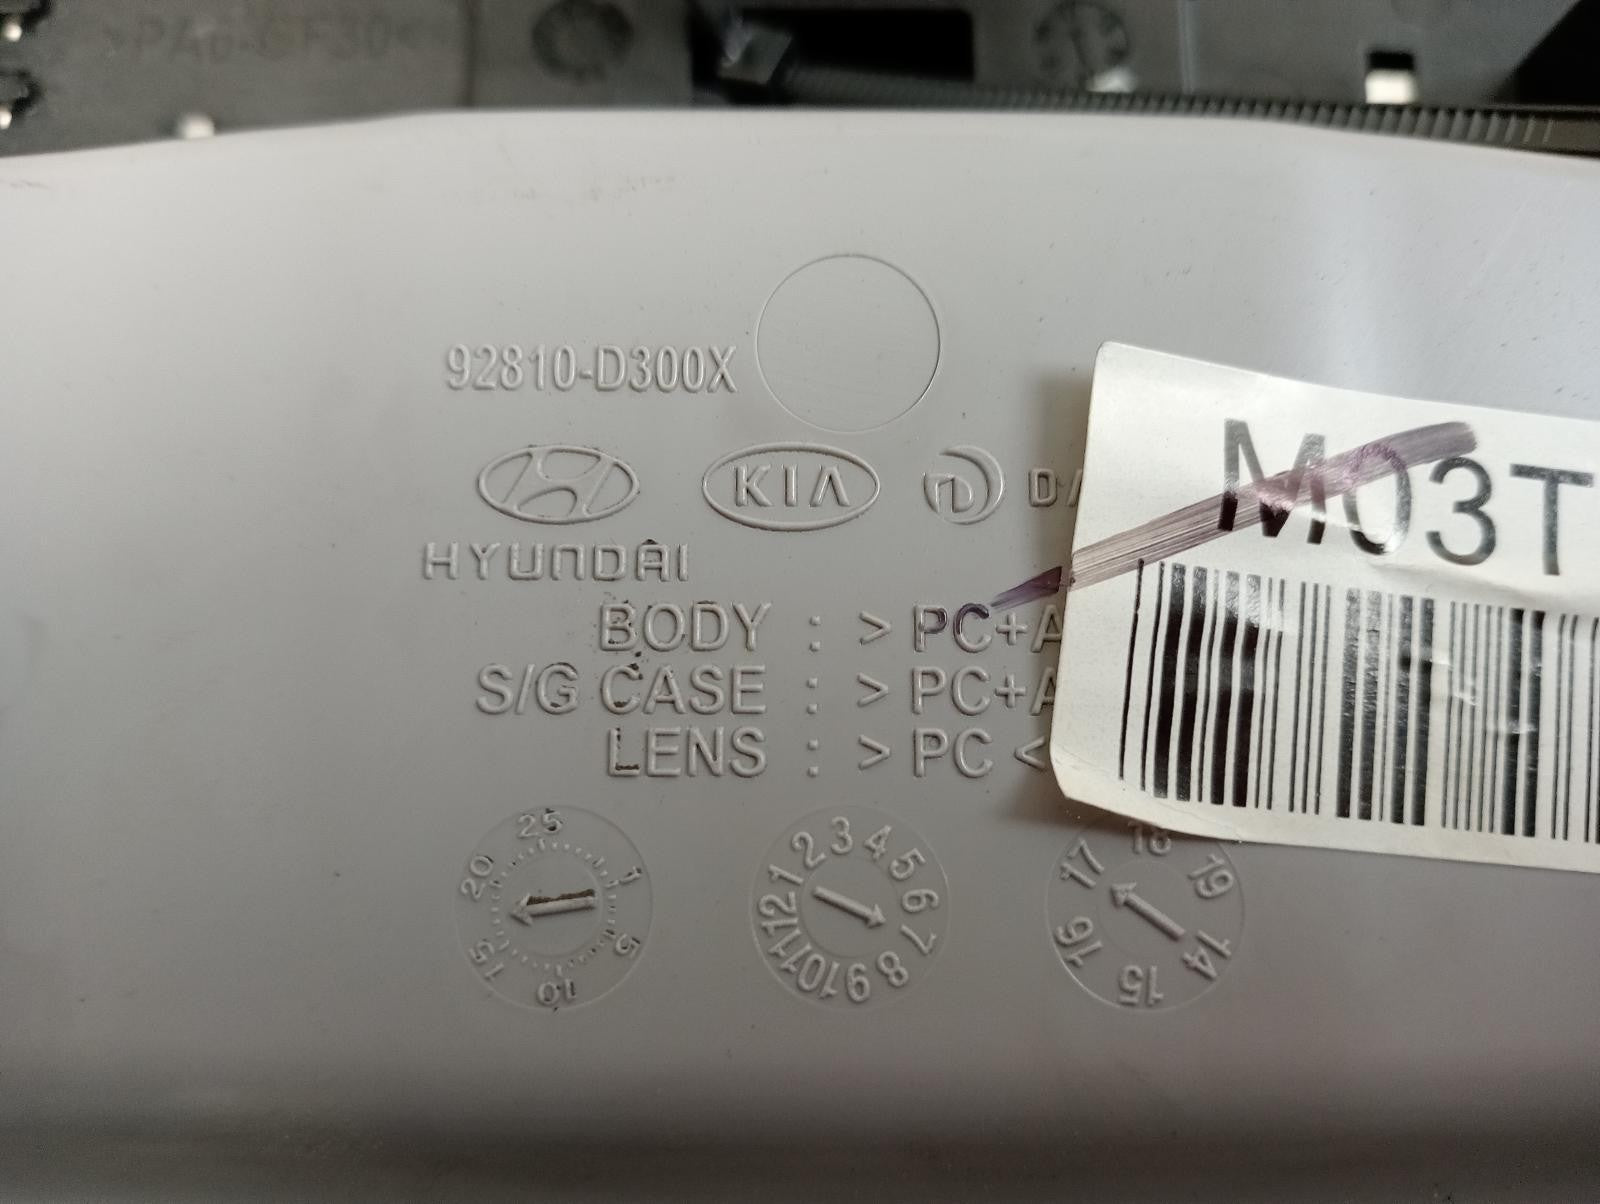 92810-D300X
KIA D
HYUNDAI
BODY : > PC+A
S/G CASE : > PC+A
LENS : > PC <
M03T
25 1 5 10 15 20
1 2 3 4 5 6 7 8 9 10 11 12
17 18 19 14 15 16